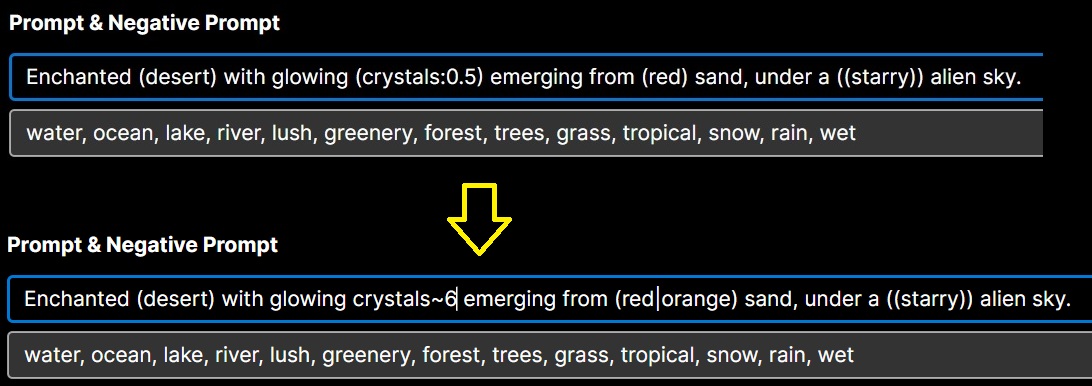 Prompt & Negative Prompt
Enchanted (desert) with glowing (crystals:0.5) emerging from (red) sand, under a ((starry)) alien sky.
water, ocean, lake, river, lush, greenery, forest, trees, grass, tropical, snow, rain, wet
Prompt & Negative Prompt
Enchanted (desert) with glowing crystals~6 emerging from (red|orange) sand, under a ((starry)) alien sky.
water, ocean, lake, river, lush, greenery, forest, trees, grass, tropical, snow, rain, wet